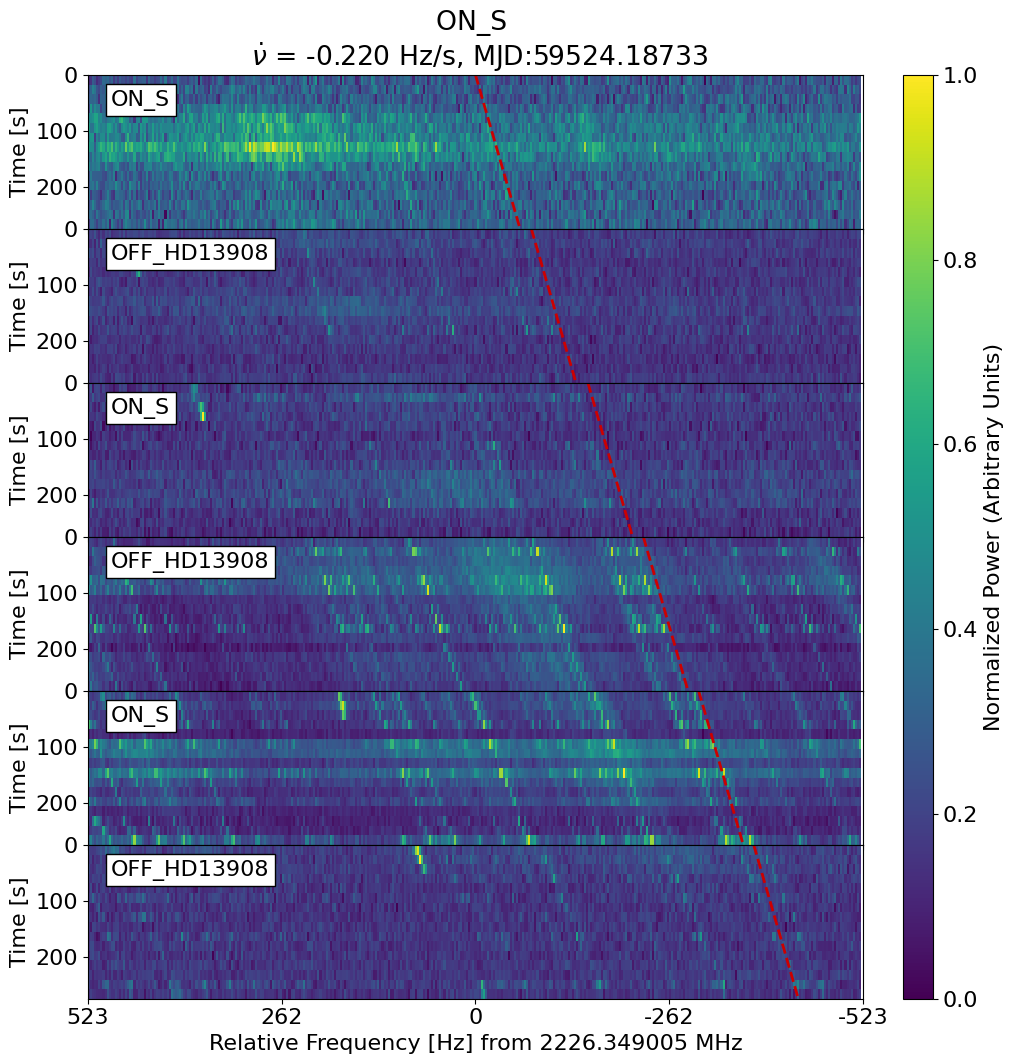 ON_S
ν̇ = -0.220 Hz/s, MJD:59524.18733
0
ON_S
100
Time [s]
200
0
OFF_HD13908
100
Time [s]
200
0
ON_S
100
Time [s]
200
0
OFF_HD13908
100
Time [s]
200
0
ON_S
100
Time [s]
200
0
OFF_HD13908
100
Time [s]
200
523 262 0 -262 -523
Relative Frequency [Hz] from 2226.349005 MHz
1.0
0.8
0.6
0.4
0.2
0.0
Normalized Power (Arbitrary Units)